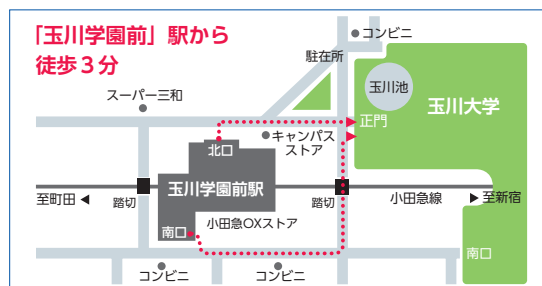 「玉川学園前」駅から
徒歩３分
コンビニ
駐在所
玉川池
スーパー三和
玉川大学
正門
キャンパス
ストア
北口
玉川学園前駅
至町田 ◀
踏切
踏切
小田急線
▶ 至新宿
小田急OXストア
南口
南口
コンビニ
コンビニ